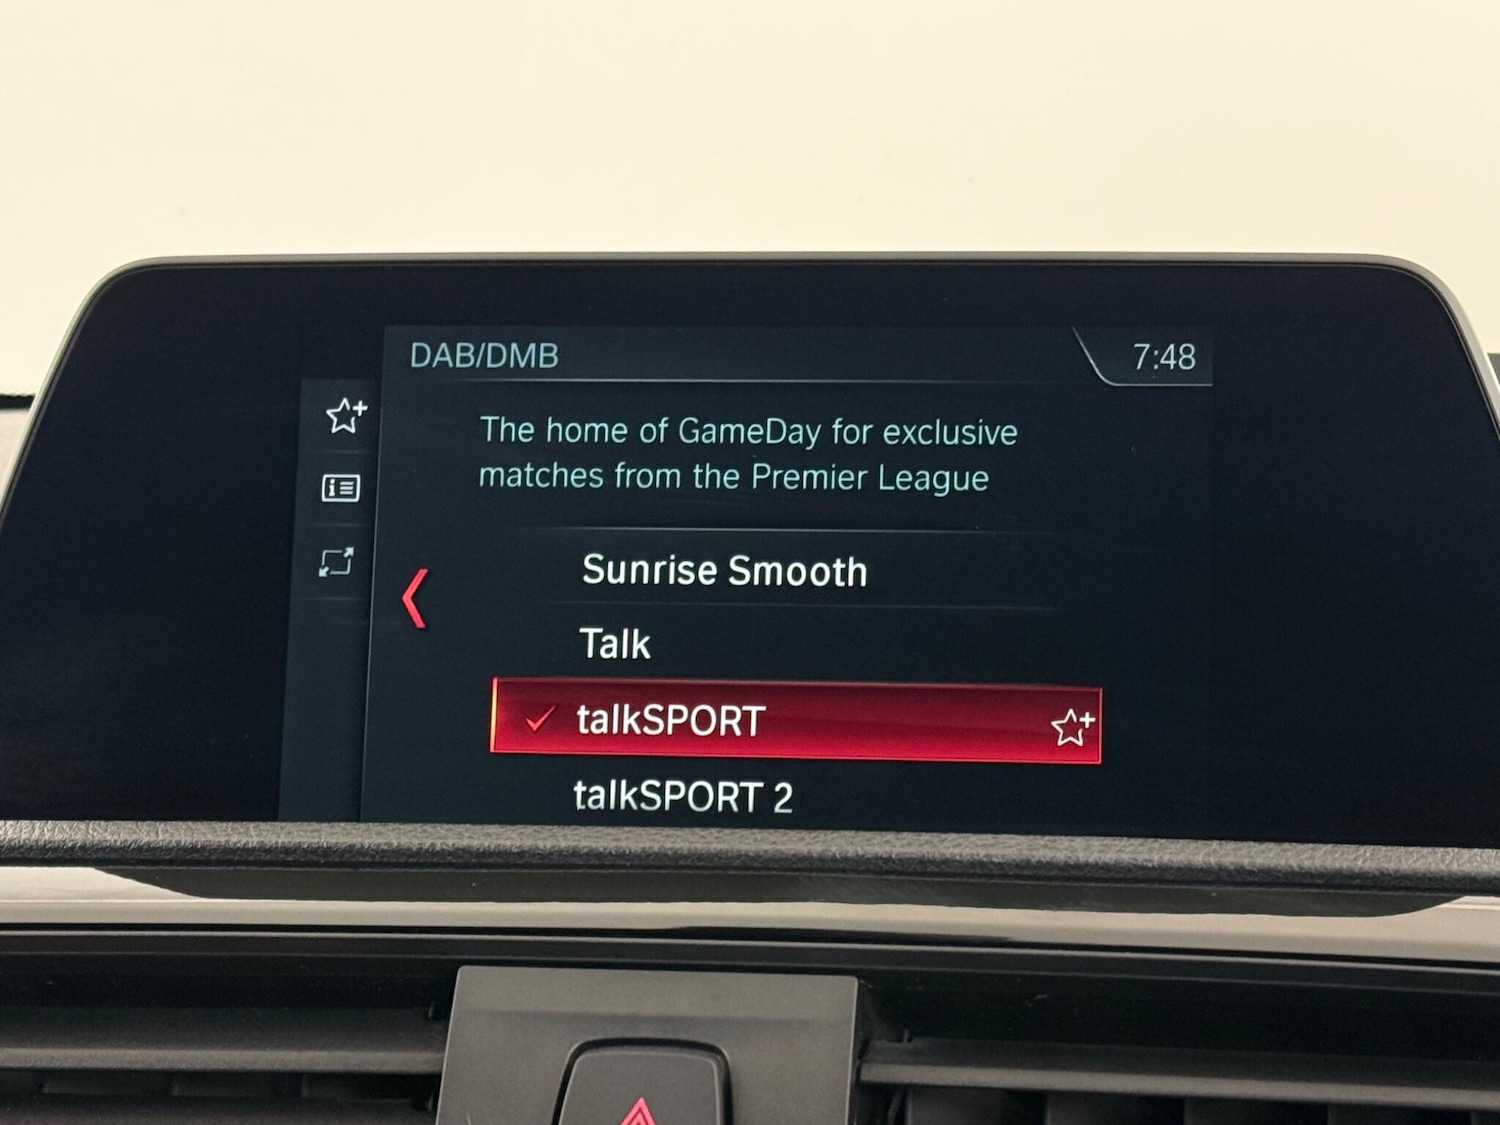 DAB/DMB
7:48
The home of GameDay for exclusive
matches from the Premier League
Sunrise Smooth
Talk
talkSPORT
talkSPORT 2